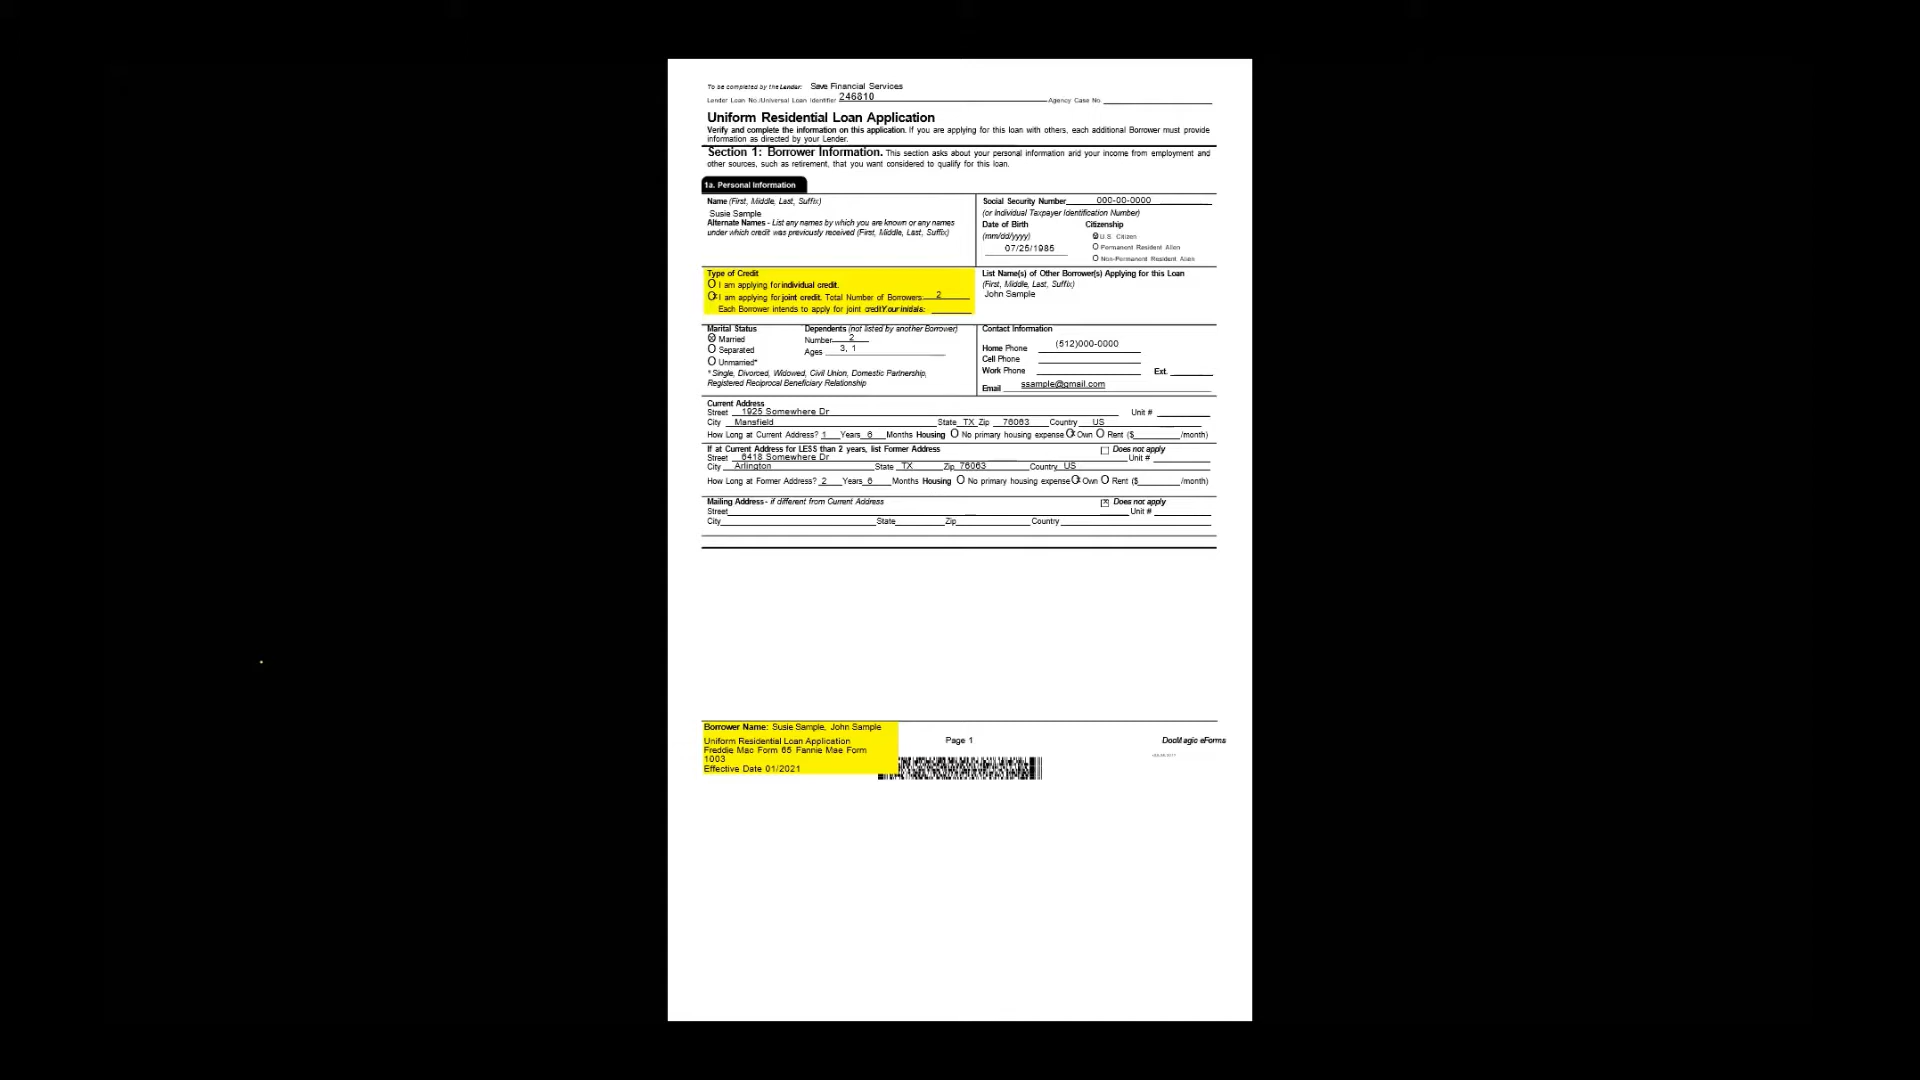 To be completed by the Lender: Save Financial Services
Lender Loan No./Universal Loan Identifier 246810 Agency Case No.
Uniform Residential Loan Application
Verify and complete the information on this application. If you are applying for this loan with others, each additional Borrower must provide
information as directed by your Lender.
Section 1: Borrower Information. This section asks about your personal information and your income from employment and
other sources, such as retirement, that you want considered to qualify for this loan.
1a. Personal Information
Name (First, Middle, Last, Suffix)
Susie Sample
Alternate Names - List any names by which you are known or any names
under which credit was previously received (First, Middle, Last, Suffix)
Social Security Number 000-00-0000
(or Individual Taxpayer Identification Number)
Date of Birth Citizenship
(mm/dd/yyyy) U.S. Citizen
07/25/1985 Permanent Resident Alien
Non-Permanent Resident Alien
Type of Credit
I am applying for individual credit.
I am applying for joint credit. Total Number of Borrowers: 2
Each Borrower intends to apply for joint credit. Your initials:
List Name(s) of Other Borrower(s) Applying for this Loan
(First, Middle, Last, Suffix)
John Sample
Marital Status
Married
Separated
Unmarried*
*Single, Divorced, Widowed, Civil Union, Domestic Partnership,
Registered Reciprocal Beneficiary Relationship
Dependents (not listed by another Borrower)
Number 2
Ages 3, 1
Contact Information
Home Phone (512)000-0000
Cell Phone
Work Phone Ext.
Email ssample@gmail.com
Current Address
Street 1925 Somewhere Dr Unit #
City Mansfield State TX Zip 76063 Country US
How Long at Current Address? 1 Years 6 Months Housing No primary housing expense Own Rent ($ /month)
If at Current Address for LESS than 2 years, list Former Address Does not apply
Street 6418 Somewhere Dr Unit #
City Arlington State TX Zip 76063 Country US
How Long at Former Address? 2 Years 6 Months Housing No primary housing expense Own Rent ($ /month)
Mailing Address - if different from Current Address Does not apply
Street Unit #
City State Zip Country
Borrower Name: Susie Sample, John Sample
Uniform Residential Loan Application
Freddie Mac Form 65 Fannie Mae Form
1003
Effective Date 01/2021
Page 1
DocMagic eForms